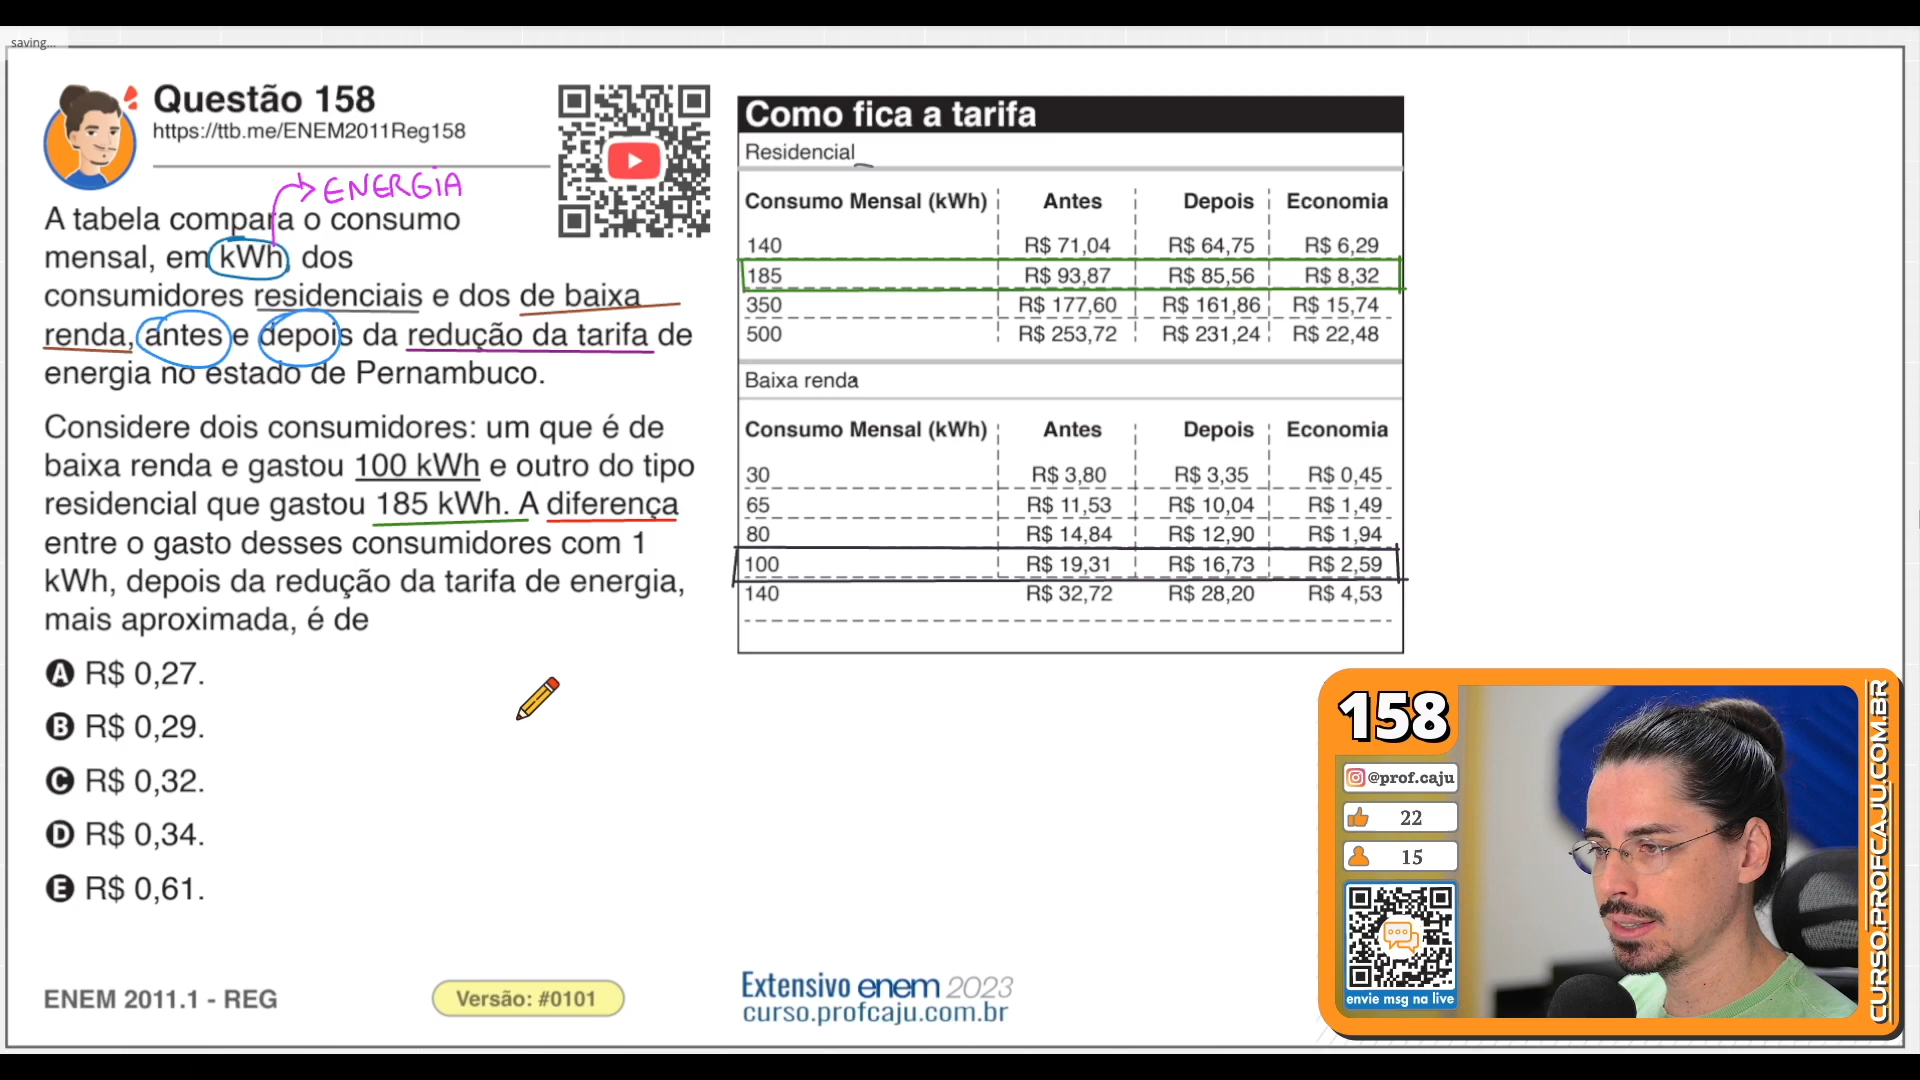 saving...
Questão 158
https://ttb.me/ENEM2011Reg158
ENERGIA
A tabela compara o consumo
mensal, em kWh, dos
consumidores residenciais e dos de baixa
renda, antes e depois da redução da tarifa de
energia no estado de Pernambuco.
Considere dois consumidores: um que é de
baixa renda e gastou 100 kWh e outro do tipo
residencial que gastou 185 kWh. A diferença
entre o gasto desses consumidores com 1
kWh, depois da redução da tarifa de energia,
mais aproximada, é de
A R$ 0,27.
B R$ 0,29.
C R$ 0,32.
D R$ 0,34.
E R$ 0,61.
ENEM 2011.1 - REG
Versão: #0101
Como fica a tarifa
Residencial
Consumo Mensal (kWh) Antes Depois Economia
140 R$ 71,04 R$ 64,75 R$ 6,29
185 R$ 93,87 R$ 85,56 R$ 8,32
350 R$ 177,60 R$ 161,86 R$ 15,74
500 R$ 253,72 R$ 231,24 R$ 22,48
Baixa renda
Consumo Mensal (kWh) Antes Depois Economia
30 R$ 3,80 R$ 3,35 R$ 0,45
65 R$ 11,53 R$ 10,04 R$ 1,49
80 R$ 14,84 R$ 12,90 R$ 1,94
100 R$ 19,31 R$ 16,73 R$ 2,59
140 R$ 32,72 R$ 28,20 R$ 4,53
Extensivo enem 2023
curso.profcaju.com.br
158
@prof.caju
22
15
envie msg na live
CURSO.PROFCAJU.COM.BR